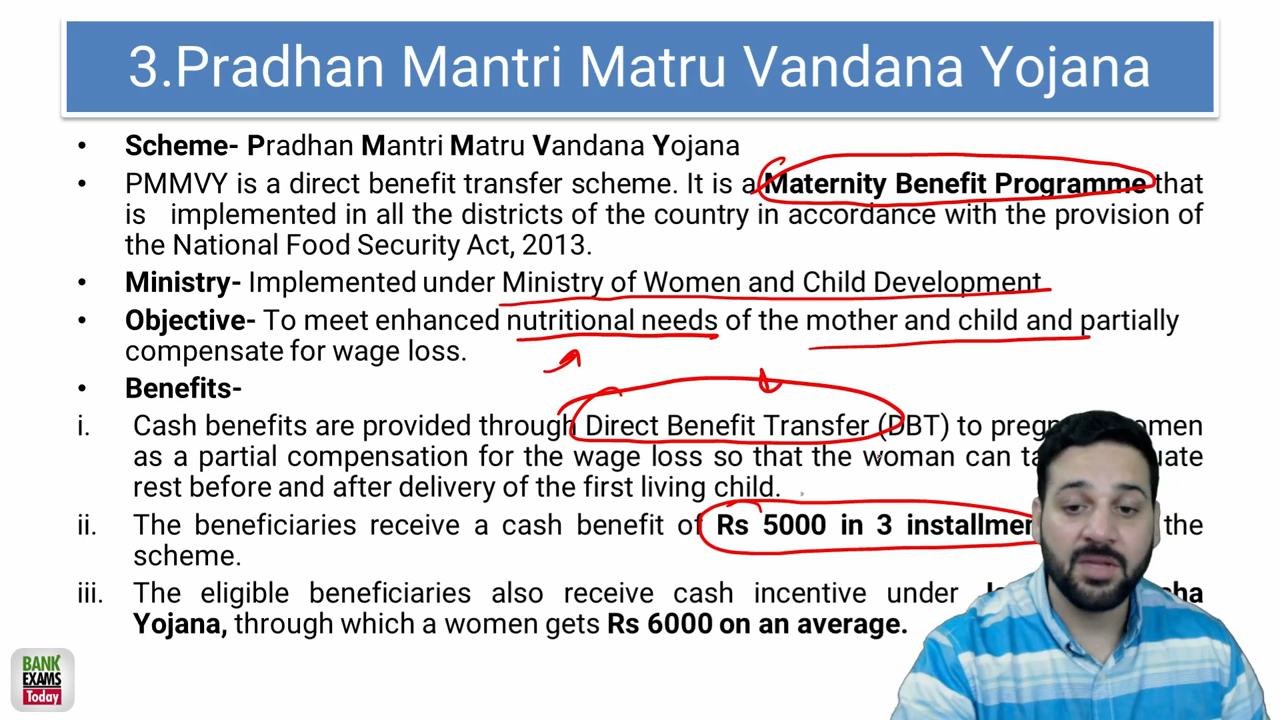 3.Pradhan Mantri Matru Vandana Yojana
• Scheme- Pradhan Mantri Matru Vandana Yojana
• PMMVY is a direct benefit transfer scheme. It is a Maternity Benefit Programme that
is implemented in all the districts of the country in accordance with the provision of
the National Food Security Act, 2013.
• Ministry- Implemented under Ministry of Women and Child Development
• Objective- To meet enhanced nutritional needs of the mother and child and partially
compensate for wage loss.
• Benefits-
i. Cash benefits are provided through Direct Benefit Transfer (DBT) to
as a partial compensation for the wage loss so that the woman can
rest before and after delivery of the first living child.
ii. The beneficiaries receive a cash benefit of Rs 5000 in 3 the
scheme.
iii. The eligible beneficiaries also receive cash incentive under
Yojana, through which a women gets Rs 6000 on an average.
BANK
EXAMS
Today